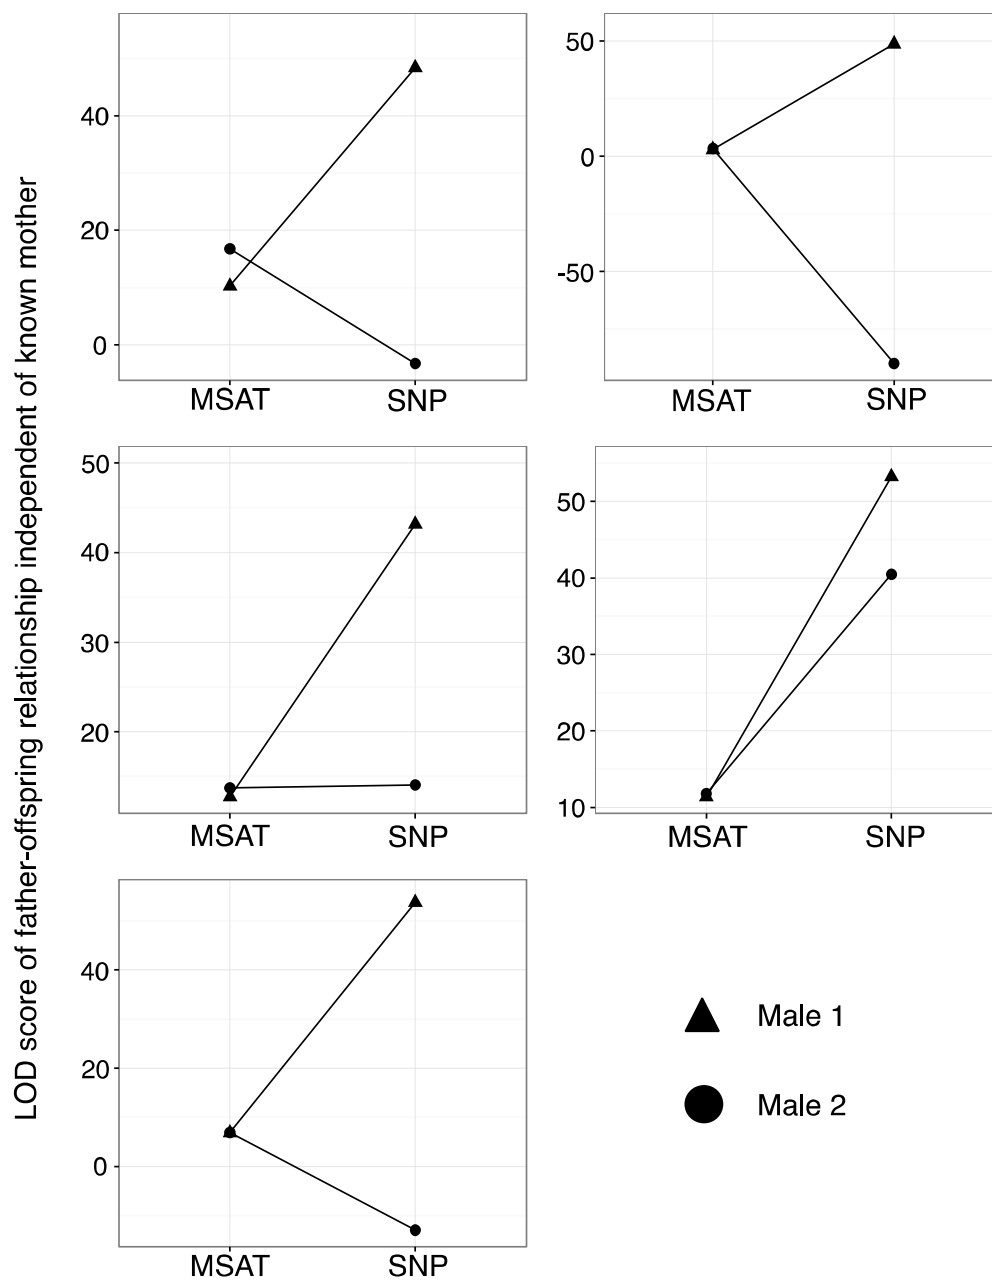 LOD score of father-offspring relationship independent of known mother
40
20
0
MSAT SNP
50
0
-50
MSAT SNP
50
40
30
20
MSAT SNP
50
40
30
20
10
MSAT SNP
40
20
0
MSAT SNP
Male 1
Male 2